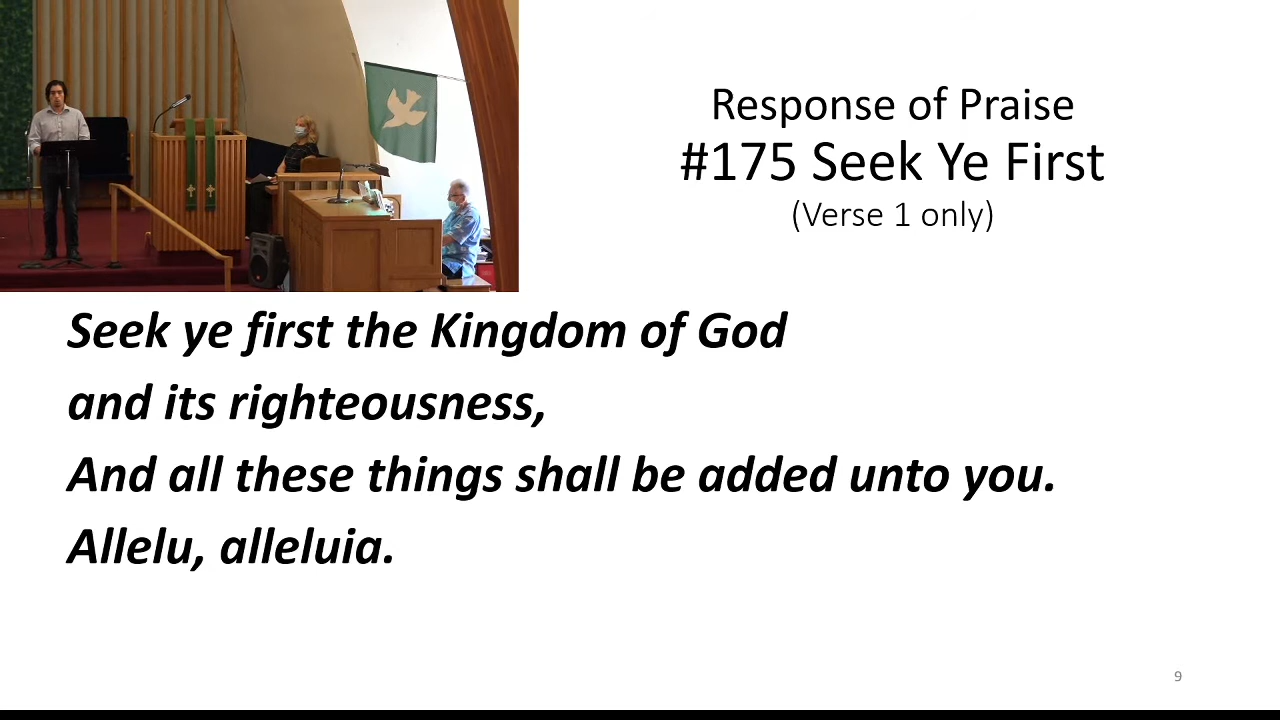 Response of Praise
#175 Seek Ye First
(Verse 1 only)
Seek ye first the Kingdom of God
and its righteousness,
And all these things shall be added unto you.
Allelu, alleluia.
9